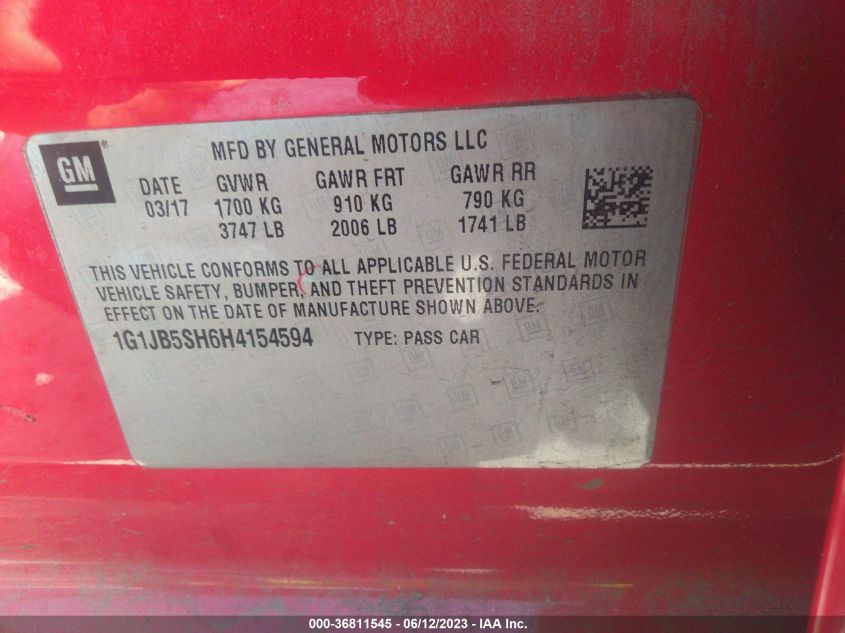 GM
MFD BY GENERAL MOTORS LLC
DATE GVWR GAWR FRT GAWR RR
03/17 1700 KG 910 KG 790 KG
3747 LB 2006 LB 1741 LB
THIS VEHICLE CONFORMS TO ALL APPLICABLE U.S. FEDERAL MOTOR
VEHICLE SAFETY, BUMPER, AND THEFT PREVENTION STANDARDS IN
EFFECT ON THE DATE OF MANUFACTURE SHOWN ABOVE.
1G1JB5SH6H4154594 TYPE: PASS CAR
000-36811545 - 06/12/2023 - IAA Inc.